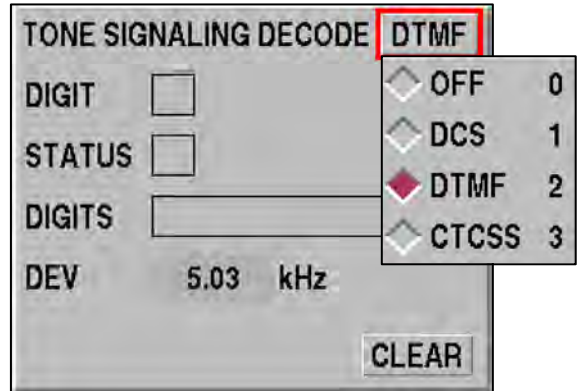 TONE SIGNALING DECODE DTMF
DIGIT
STATUS
DIGITS
DEV 5.03 kHz
CLEAR
OFF 0
DCS 1
DTMF 2
CTCSS 3